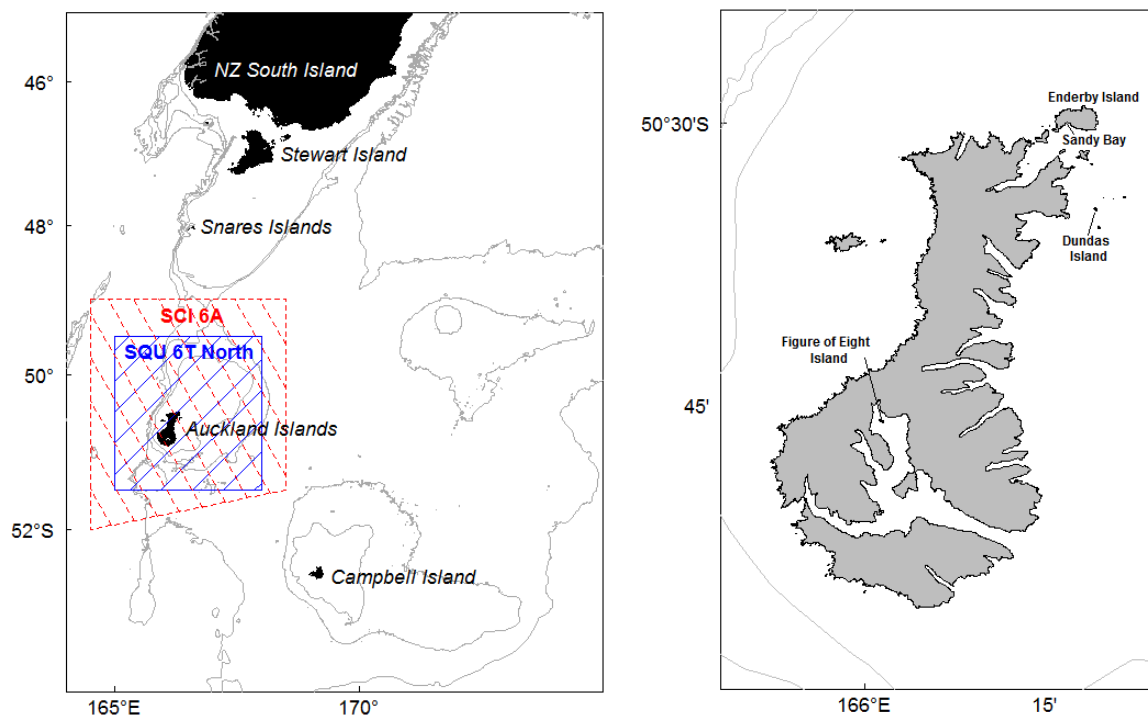 46°
NZ South Island
Stewart Island
48°
Snares Islands
SCI 6A
SQU 6T North
50°
Auckland Islands
52°S
Campbell Island
165°E
170°
50°30'S
Enderby Island
Sandy Bay
Dundas
Island
Figure of Eight
Island
45'
166°E
15'